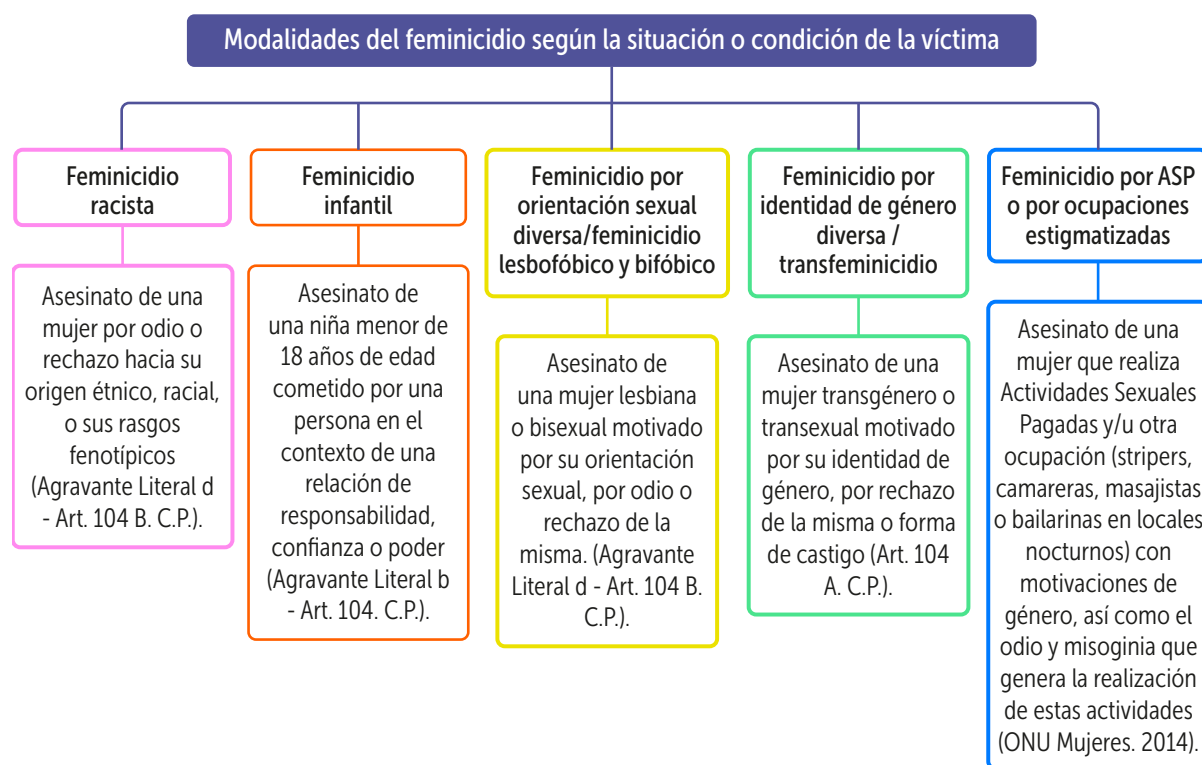 Modalidades del feminicidio según la situación o condición de la víctima
Feminicidio
racista
Asesinato de una
mujer por odio o
rechazo hacia su
origen étnico, racial,
o sus rasgos
fenotípicos
(Agravante Literal d
- Art. 104 B. C.P.).
Feminicidio
infantil
Asesinato de
una niña menor de
18 años de edad
cometido por una
persona en el
contexto de una
relación de
responsabilidad,
confianza o poder
(Agravante Literal b
- Art. 104. C.P.).
Feminicidio por
orientación sexual
diversa/feminicidio
lesbofóbico y bifóbico
Asesinato de
una mujer lesbiana
o bisexual motivado
por su orientación
sexual, por odio o
rechazo de la
misma. (Agravante
Literal d - Art. 104 B.
C.P.).
Feminicidio por
identidad de género
diversa /
transfeminicidio
Asesinato de una
mujer transgénero o
transexual motivado
por su identidad de
género, por rechazo
de la misma o forma
de castigo (Art. 104
A. C.P.).
Feminicidio por ASP
o por ocupaciones
estigmatizadas
Asesinato de una
mujer que realiza
Actividades Sexuales
Pagadas y/u otra
ocupación (stripers,
camareras, masajistas
o bailarinas en locales
nocturnos) con
motivaciones de
género, así como el
odio y misoginia que
genera la realización
de estas actividades
(ONU Mujeres. 2014).